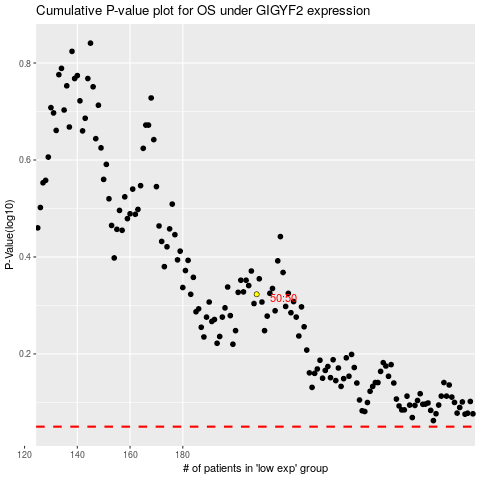 Cumulative P-value plot for OS under GIGYF2 expression
P-Value(log10)
0.8
0.6
0.4
0.2
50:50
120 130 140 160 180
# of patients in 'low exp' group